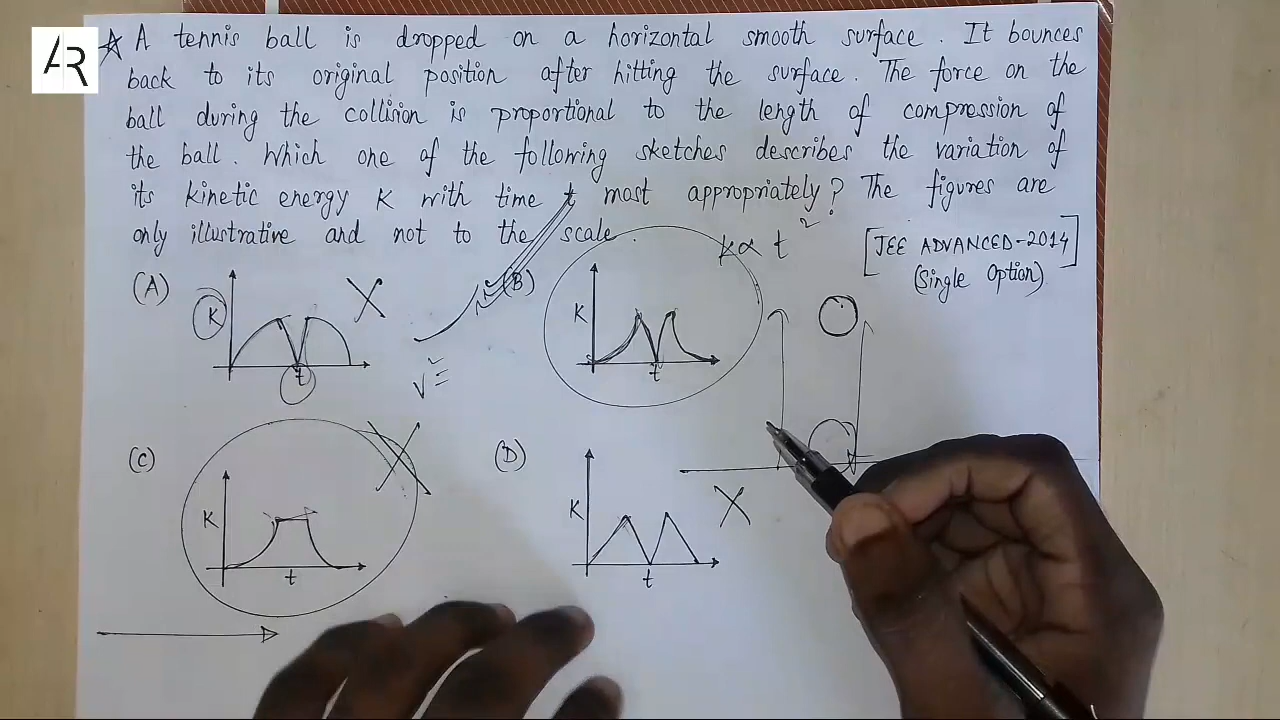 AR
☆ A tennis ball is dropped on a horizontal smooth surface. It bounces
back to its original position after hitting the surface. The force on the
ball during the collision is proportional to the length of compression of
the ball. Which one of the following sketches describes the variation of
its kinetic energy K with time t most appropriately? The figures are
only illustrative and not to the scale.
K ∝ t²
[JEE ADVANCED-2014]
(Single Option)
(A) K t X
(B) K t
(C) K t X
(D) K t X